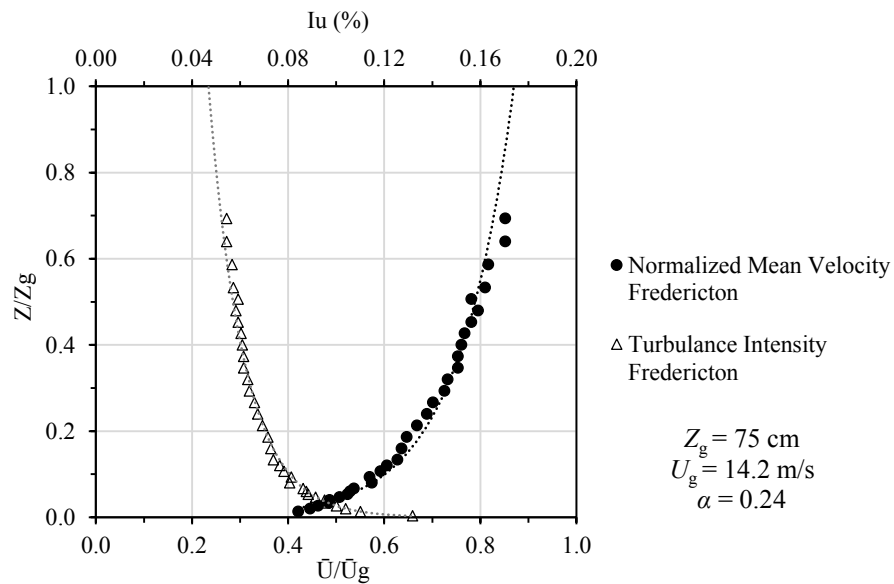 Iu (%)
0.00 0.04 0.08 0.12 0.16 0.20
1.0
0.8
0.6
0.4
0.2
0.0
Z/Zg
0.0 0.2 0.4 0.6 0.8 1.0
Ū/Ūg
Normalized Mean Velocity
Fredericton
Turbulance Intensity
Fredericton
Zg = 75 cm
Ug = 14.2 m/s
α = 0.24